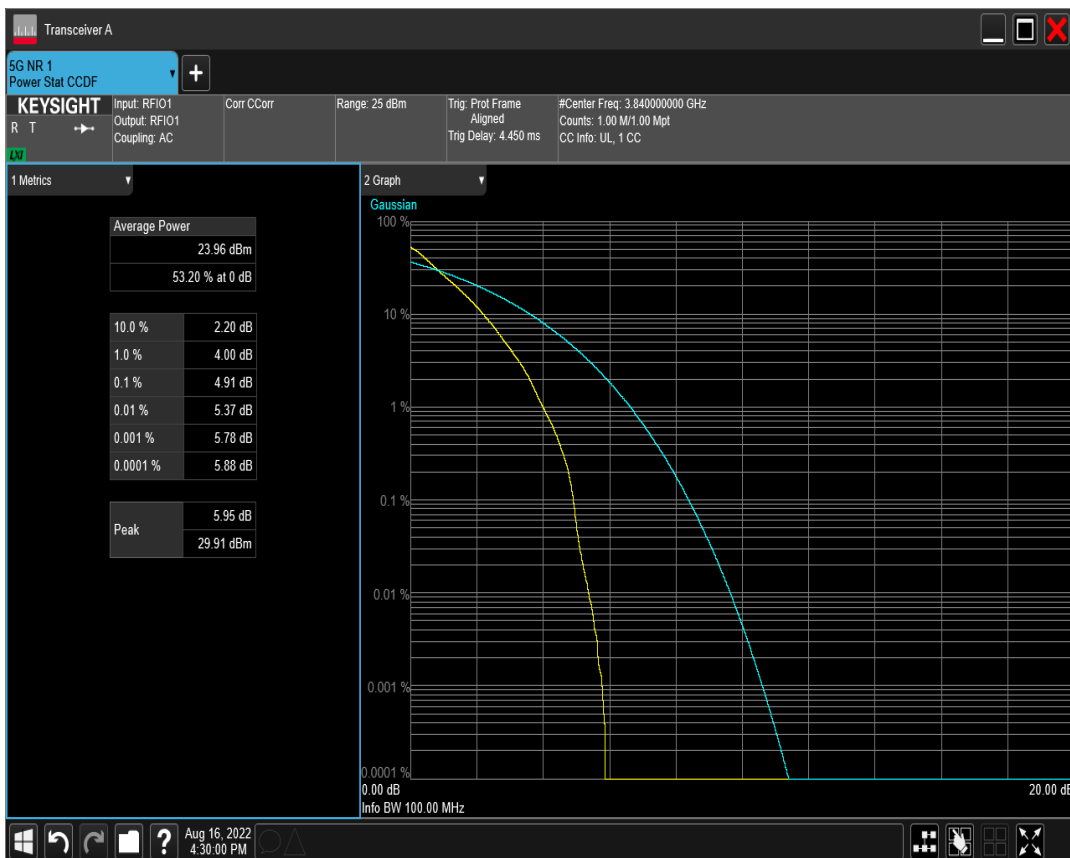 Transceiver A
5G NR 1
Power Stat CCDF
KEYSIGHT
R T
LXI
Input: RFIO1
Output: RFIO1
Coupling: AC
Corr CCorr
Range: 25 dBm
Trig: Prot Frame
Aligned
Trig Delay: 4.450 ms
#Center Freq: 3.840000000 GHz
Counts: 1.00 M/1.00 Mpt
CC Info: UL, 1 CC
1 Metrics
Average Power
23.96 dBm
53.20 % at 0 dB
10.0 % 2.20 dB
1.0 % 4.00 dB
0.1 % 4.91 dB
0.01 % 5.37 dB
0.001 % 5.78 dB
0.0001 % 5.88 dB
Peak
5.95 dB
29.91 dBm
2 Graph
Gaussian
100 %
10 %
1 %
0.1 %
0.01 %
0.001 %
0.0001 %
0.00 dB 20.00 dB
Info BW 100.00 MHz
?
Aug 16, 2022
4:30:00 PM